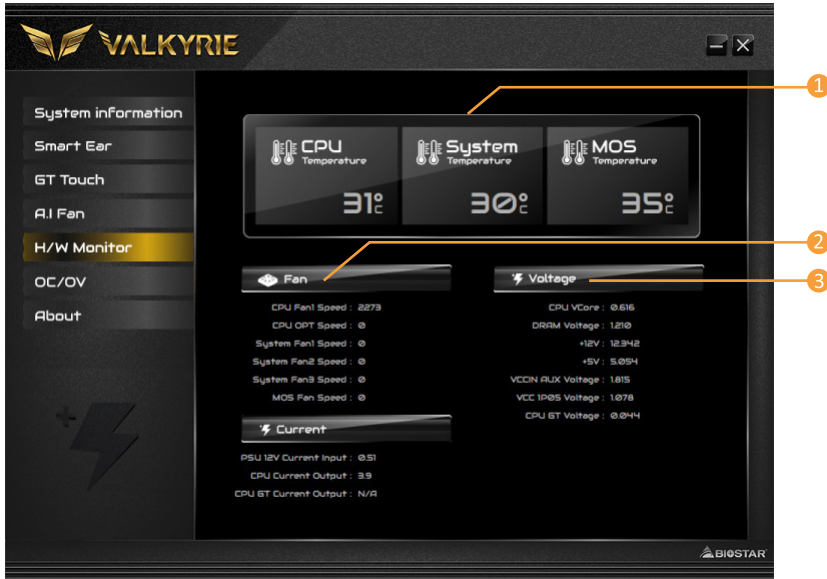 VALKYRIE
System information
Smart Ear
GT Touch
A.I Fan
H/W Monitor
OC/OV
About
1
CPU
Temperature
31°C
System
Temperature
30°C
MOS
Temperature
35°C
2
Fan
CPU Fan1 Speed : 2273
CPU OPT Speed : 0
System Fan1 Speed : 0
System Fan2 Speed : 0
System Fan3 Speed : 0
MOS Fan Speed : 0
Current
PSU 12V Current Input : 0.51
CPU Current Output : 3.9
CPU GT Current Output : N/A
3
Voltage
CPU VCore : 0.616
DRAM Voltage : 1.210
+12V : 12.342
+5V : 5.054
VCCIN AUX Voltage : 1.815
VCC 1P05 Voltage : 1.078
CPU GT Voltage : 0.044
BIOSTAR